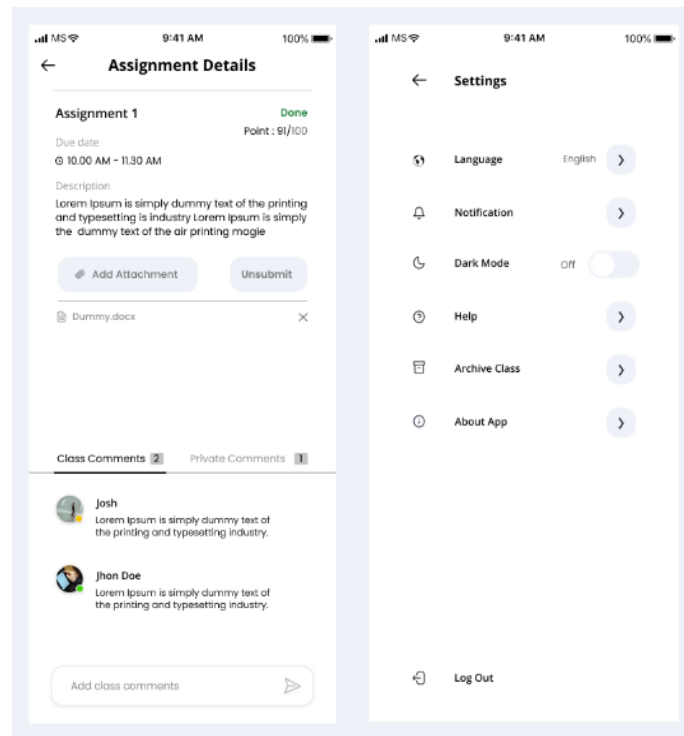 MS 9:41 AM 100%
Assignment Details
Assignment 1 Done
Point : 91/100
Due date
10.00 AM - 11.30 AM
Description
Lorem Ipsum is simply dummy text of the printing
and typesetting is industry Lorem Ipsum is simply
the dummy text of the air printing magie
Add Attachment Unsubmit
Dummy.docx
Class Comments 2 Private Comments 1
Josh
Lorem Ipsum is simply dummy text of
the printing and typesetting industry.
Jhon Doe
Lorem Ipsum is simply dummy text of
the printing and typesetting industry.
Add class comments
MS 9:41 AM 100%
Settings
Language English
Notification
Dark Mode Off
Help
Archive Class
About App
Log Out